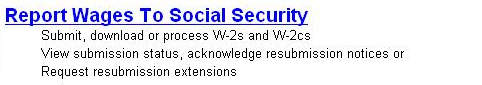 Report Wages To Social Security
Submit, download or process W-2s and W-2cs
View submission status, acknowledge resubmission notices or
Request resubmission extensions